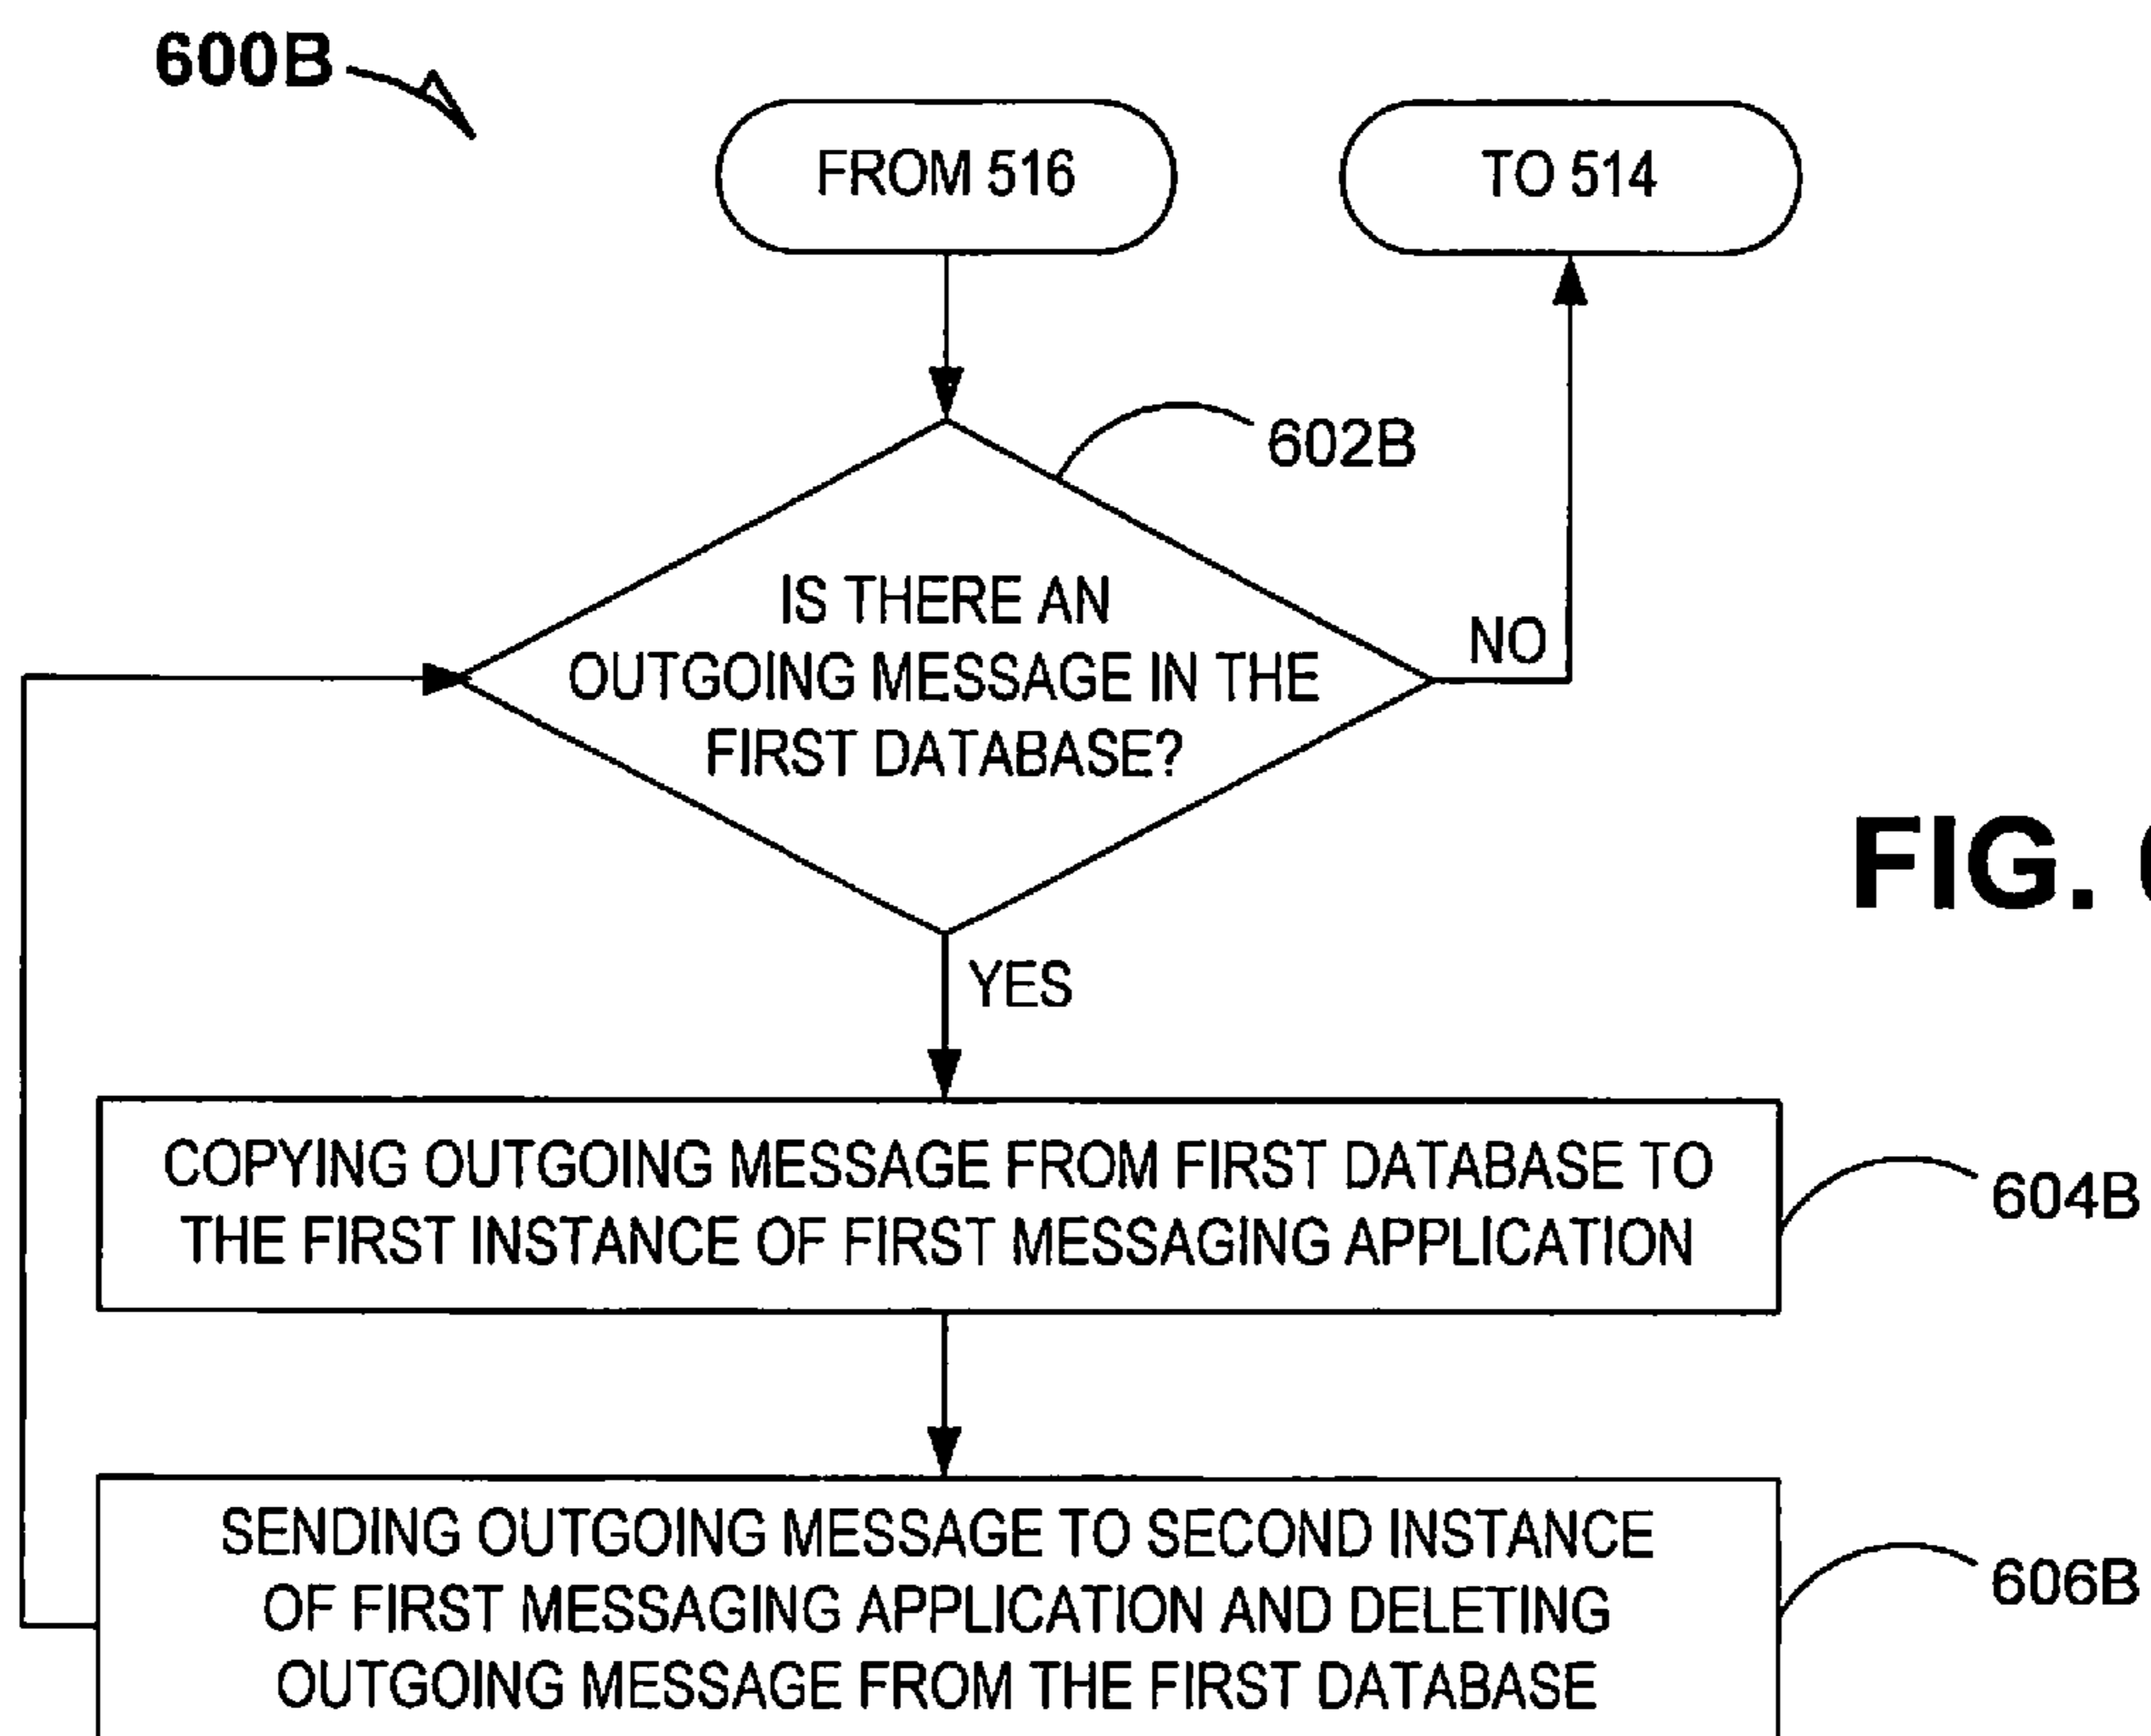 600B
FROM 516
TO 514
602B
IS THERE AN
OUTGOING MESSAGE IN THE
FIRST DATABASE?
NO
FIG.
YES
COPYING OUTGOING MESSAGE FROM FIRST DATABASE TO
THE FIRST INSTANCE OF FIRST MESSAGING APPLICATION
604B
SENDING OUTGOING MESSAGE TO SECOND INSTANCE
OF FIRST MESSAGING APPLICATION AND DELETING
OUTGOING MESSAGE FROM THE FIRST DATABASE
606B